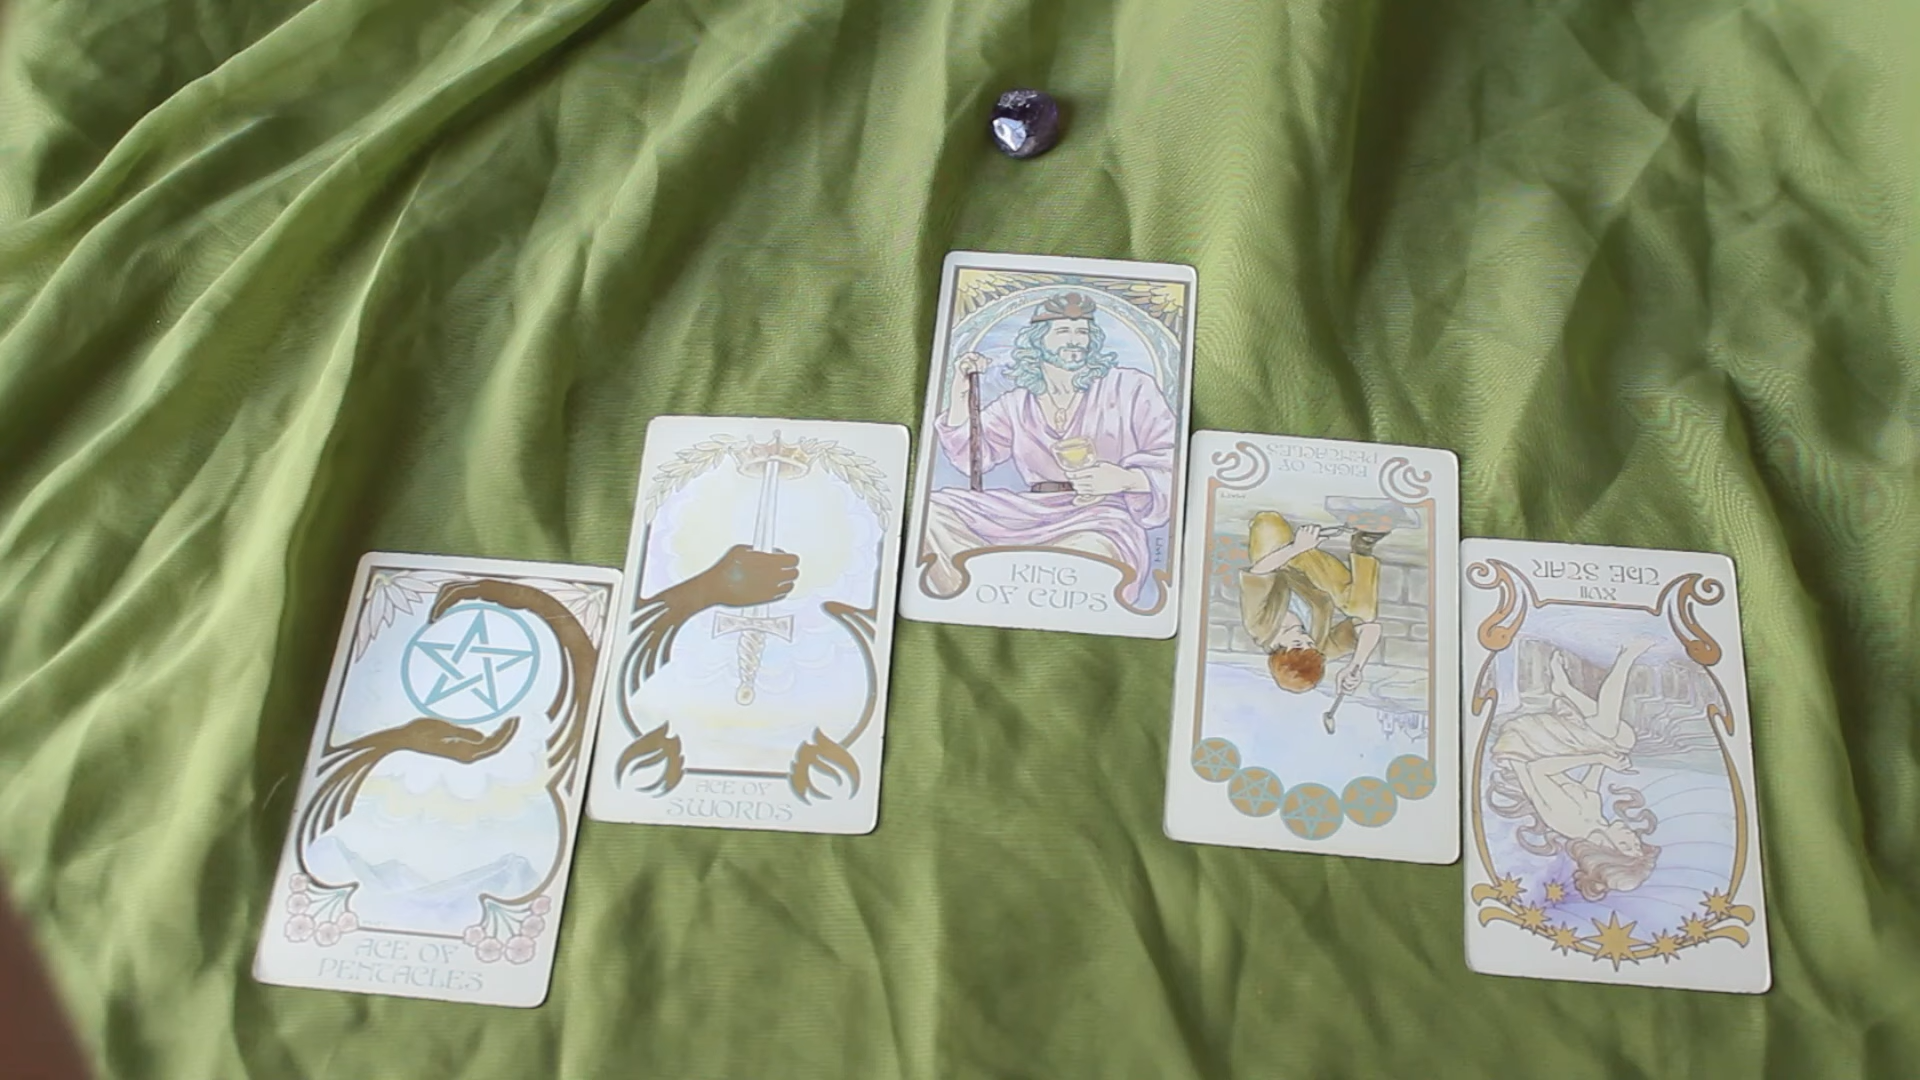 ACE OF
PENTACLES
ACE OF
SWORDS
KING
OF CUPS
EIGHT OF
PENTACLES
XVII
THE STAR